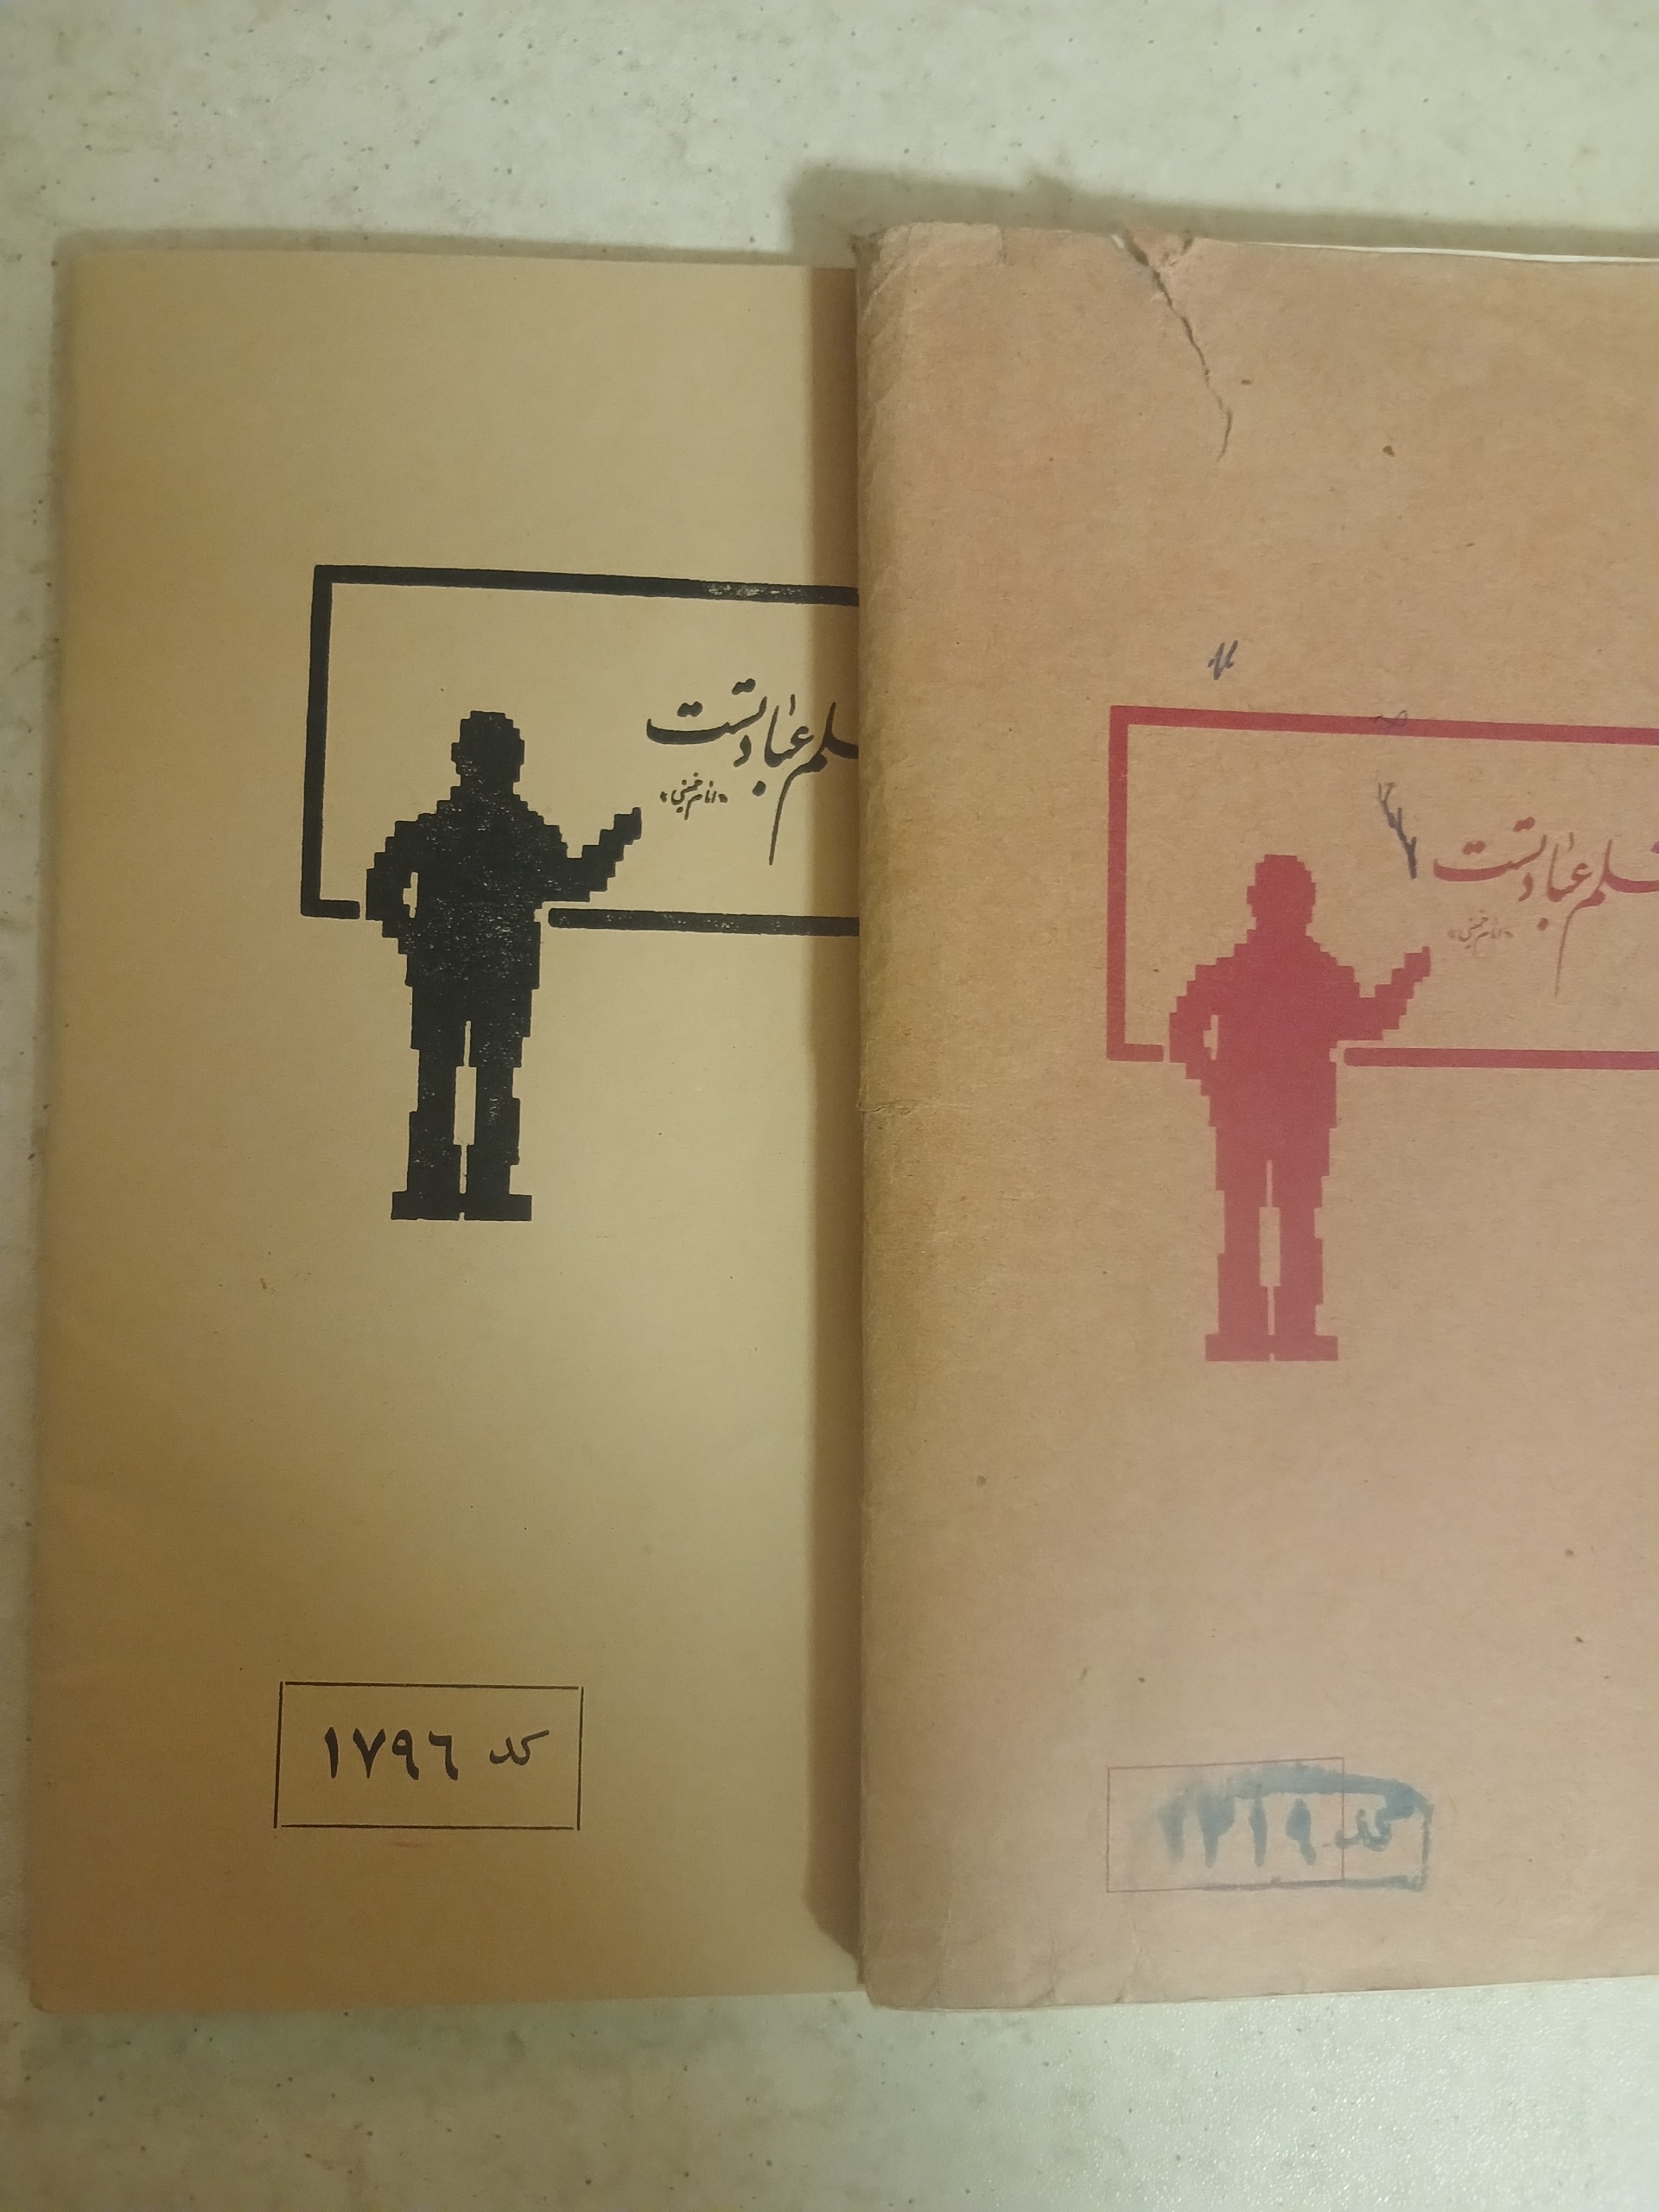 عبادتست
«امام خمینی»
کد ۱۷۹۶
عبادتست
«امام خمینی»
کد